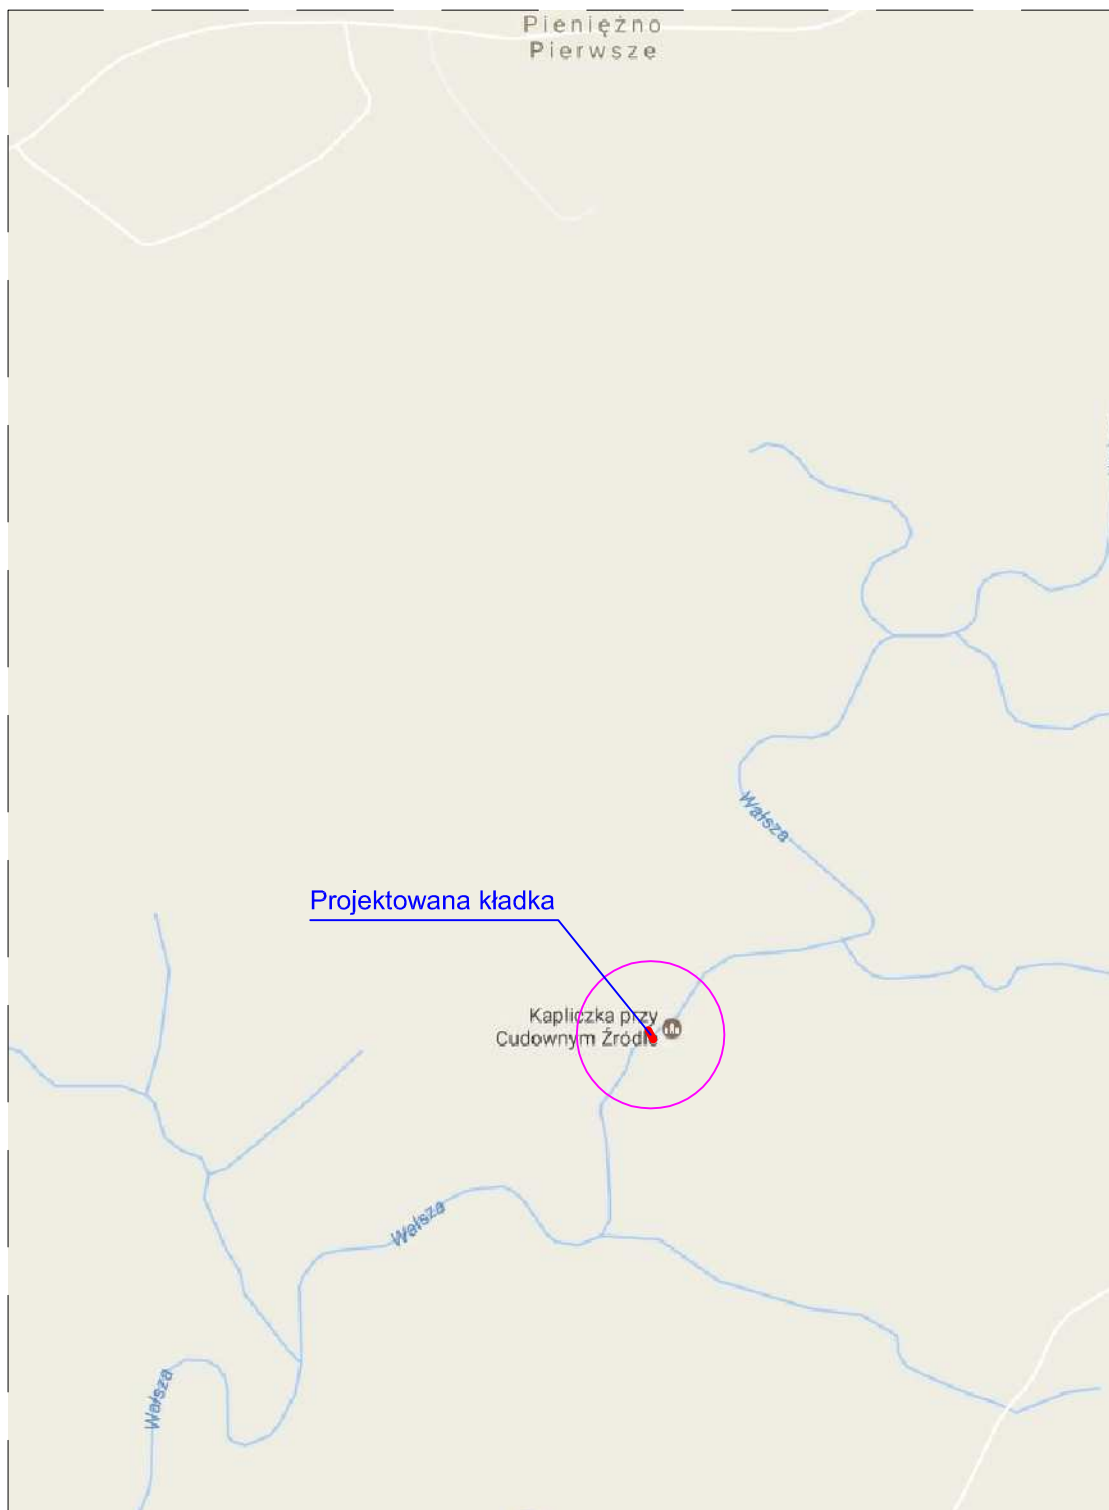 Pieniężno
Pierwsze
Wałsza
Projektowana kładka
Kapliczka przy
Cudownym Źródle
Wałsza
Wałsza